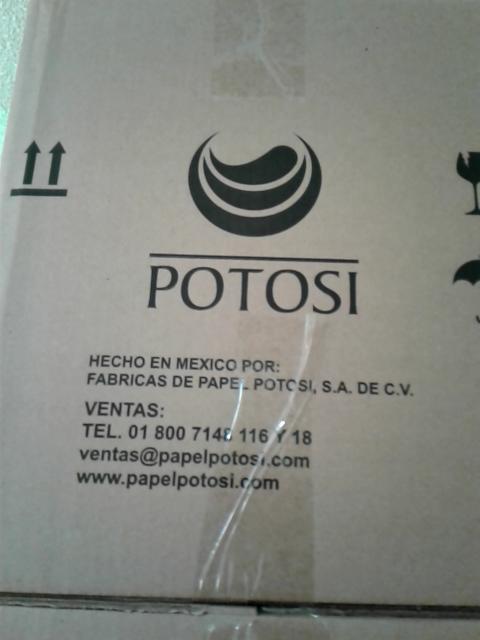 POTOSI
HECHO EN MEXICO POR:
FABRICAS DE PAPEL POTOSI, S.A. DE C.V.
VENTAS:
TEL. 01 800 7148 116 Y 18
ventas@papelpotosi.com
www.papelpotosi.com